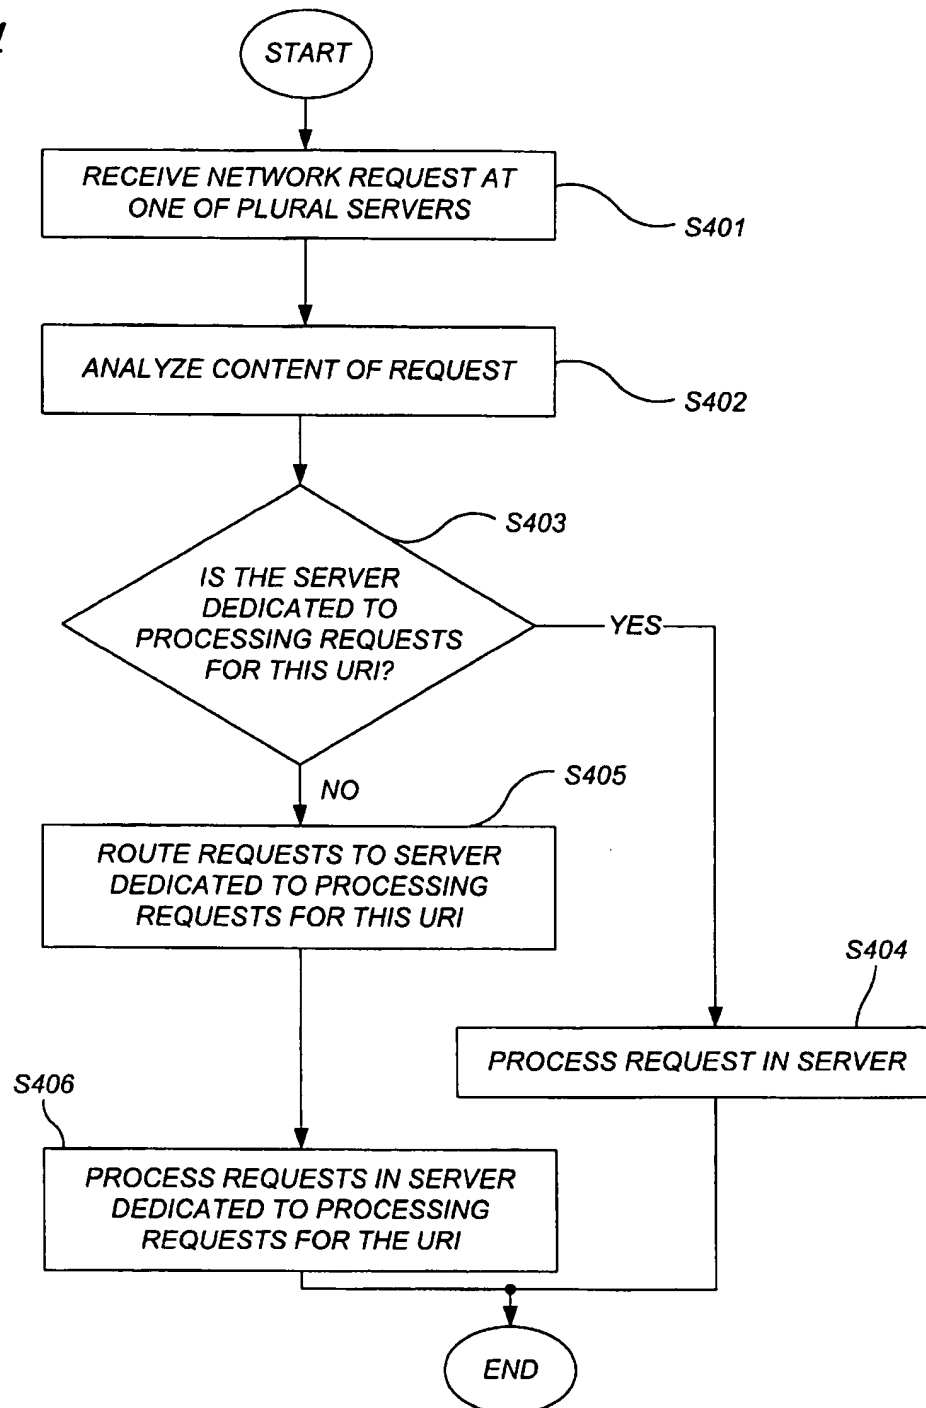 START
RECEIVE NETWORK REQUEST AT
ONE OF PLURAL SERVERS
S401
ANALYZE CONTENT OF REQUEST
S402
S403
IS THE SERVER
DEDICATED TO
PROCESSING REQUESTS
FOR THIS URI?
YES
NO
S405
ROUTE REQUESTS TO SERVER
DEDICATED TO PROCESSING
REQUESTS FOR THIS URI
S404
PROCESS REQUEST IN SERVER
S406
PROCESS REQUESTS IN SERVER
DEDICATED TO PROCESSING
REQUESTS FOR THE URI
END